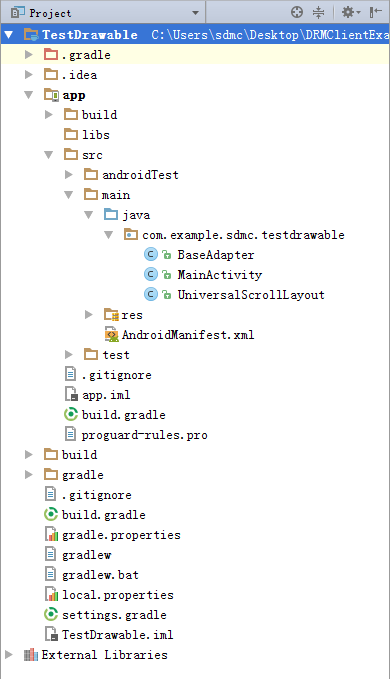 Project
TestDrawable C:\Users\sdmc\Desktop\DRMClientExa
.gradle
.idea
app
build
libs
src
androidTest
main
java
com.example.sdmc.testdrawable
BaseAdapter
MainActivity
UniversalScrollLayout
res
AndroidManifest.xml
test
.gitignore
app.iml
build.gradle
proguard-rules.pro
build
gradle
.gitignore
build.gradle
gradle.properties
gradlew
gradlew.bat
local.properties
settings.gradle
TestDrawable.iml
External Libraries